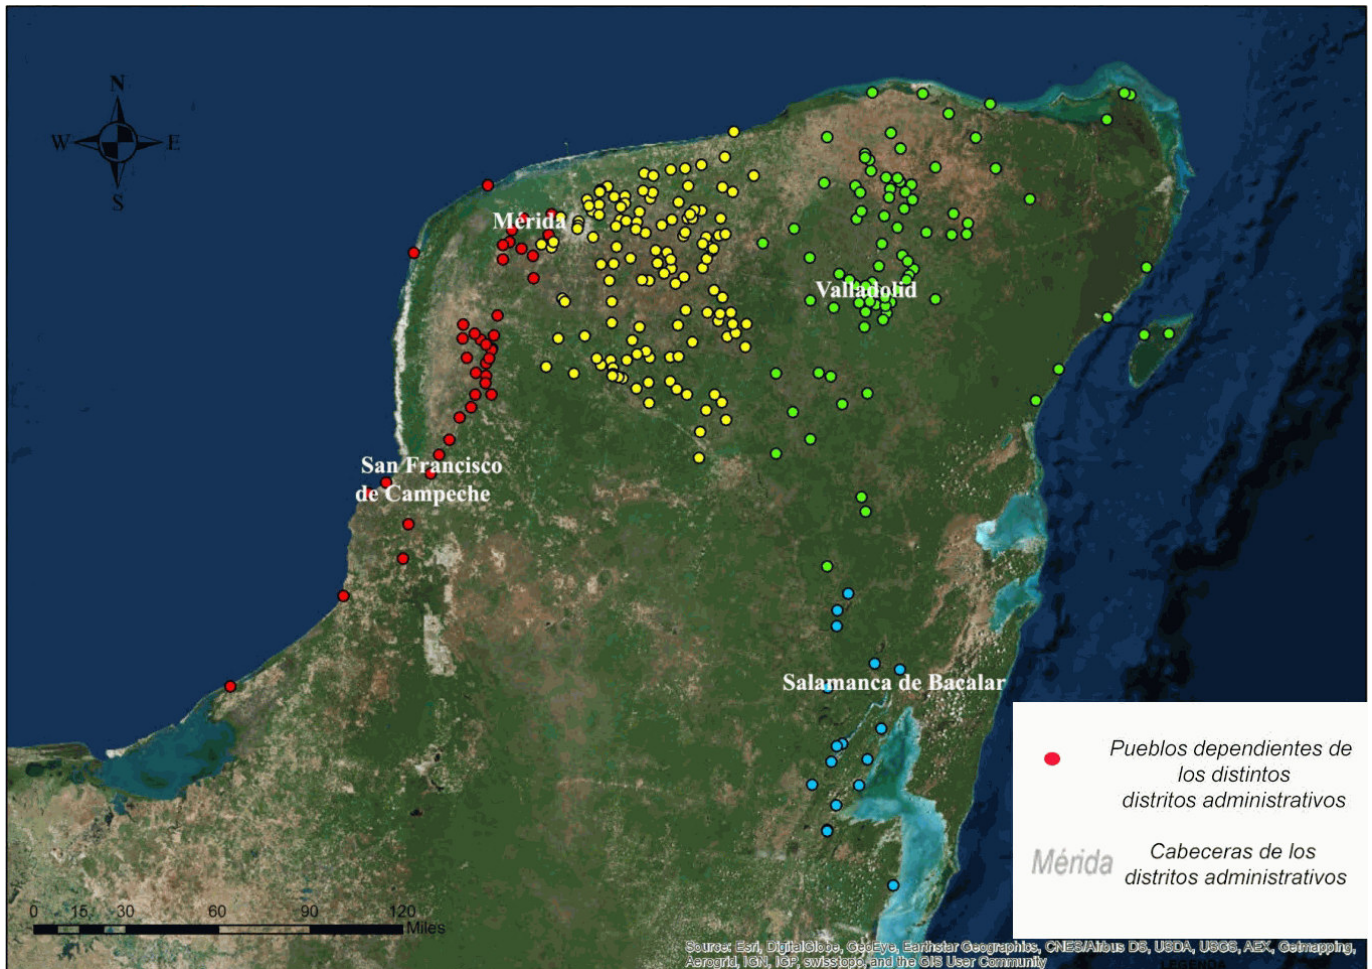 N
W
E
S
Mérida
Valladolid
San Francisco
de Campeche
Salamanca de Bacalar
Pueblos dependientes de
los distintos
distritos administrativos
Mérida
Cabeceras de los
distritos administrativos
0 15 30 60 90 120
Miles
Source: Esri, DigitalGlobe, GeoEye, Earthstar Geographics, CNES/Airbus DS, USDA, USGS, AEX, Getmapping,
Aerogrid, IGN, IGP, swisstopo, and the GIS User Community
LEGENDA